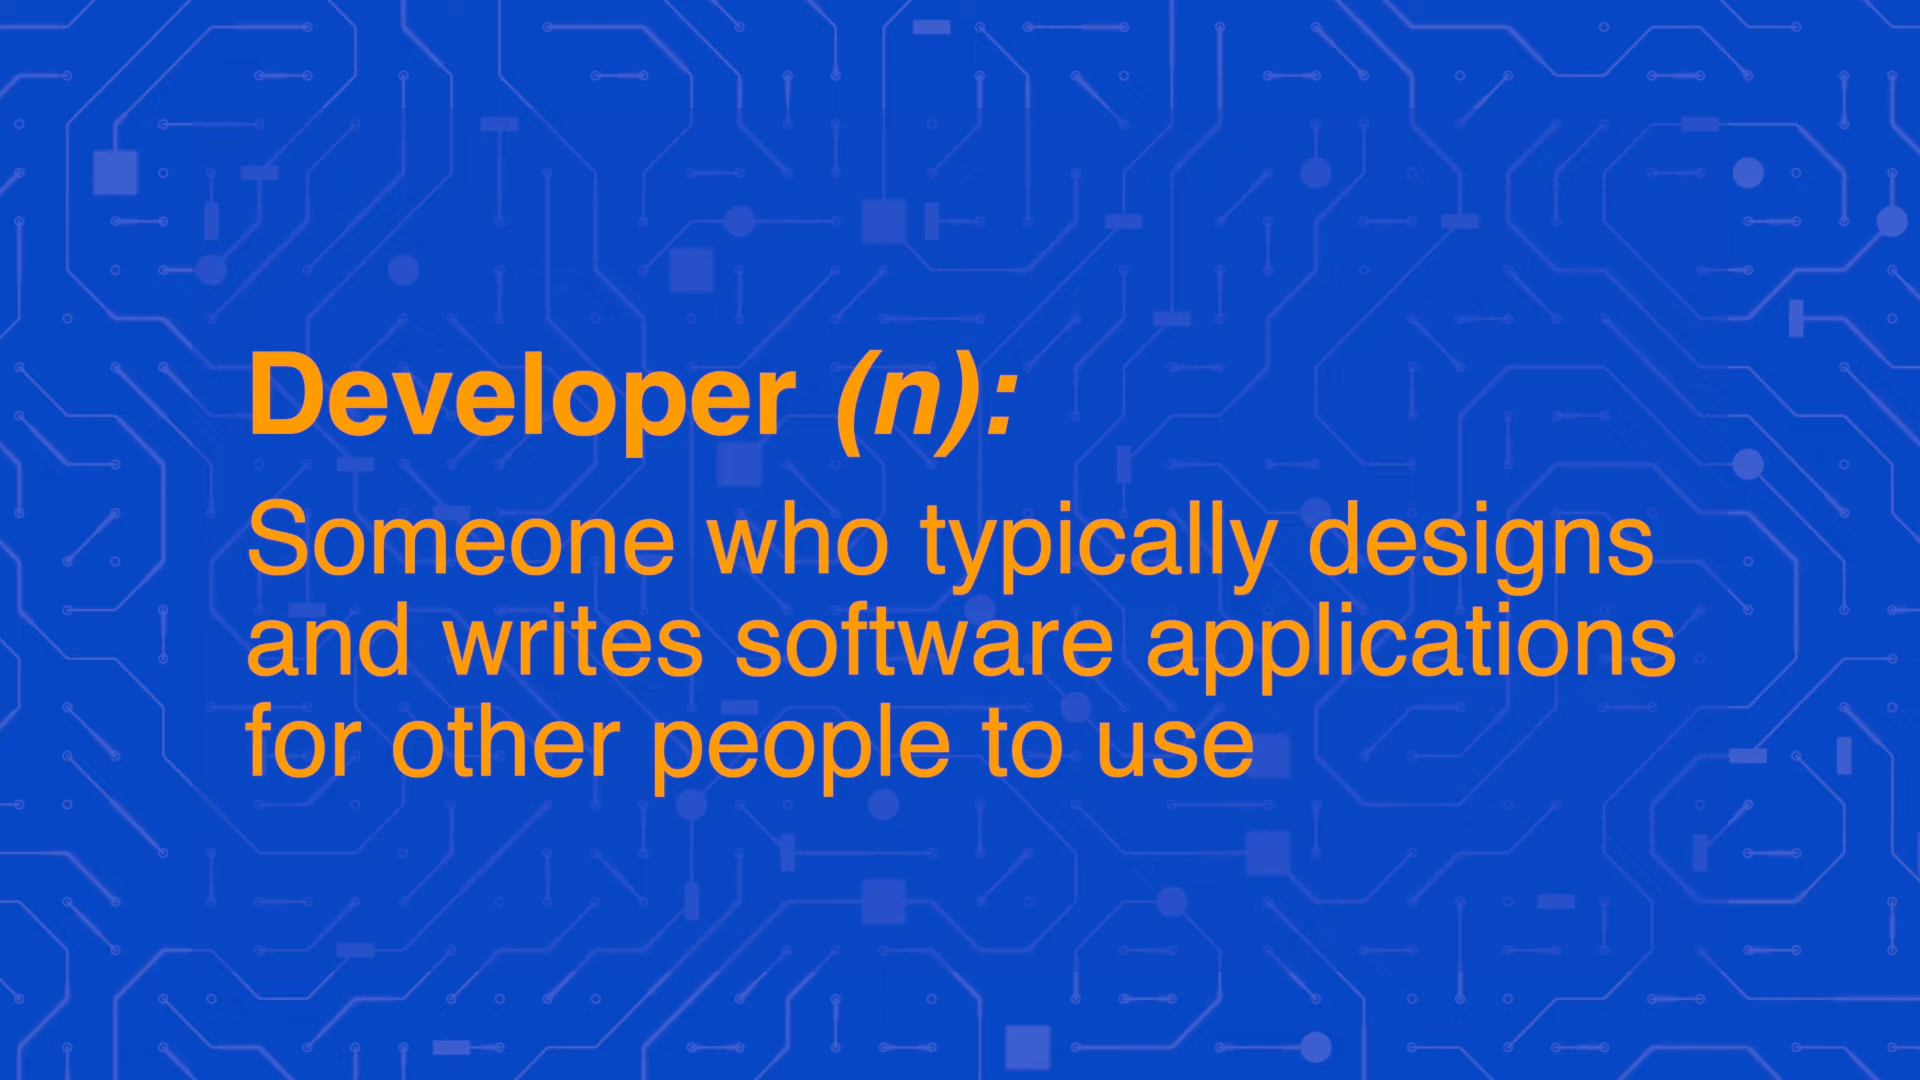 Developer (n):
Someone who typically designs
and writes software applications
for other people to use